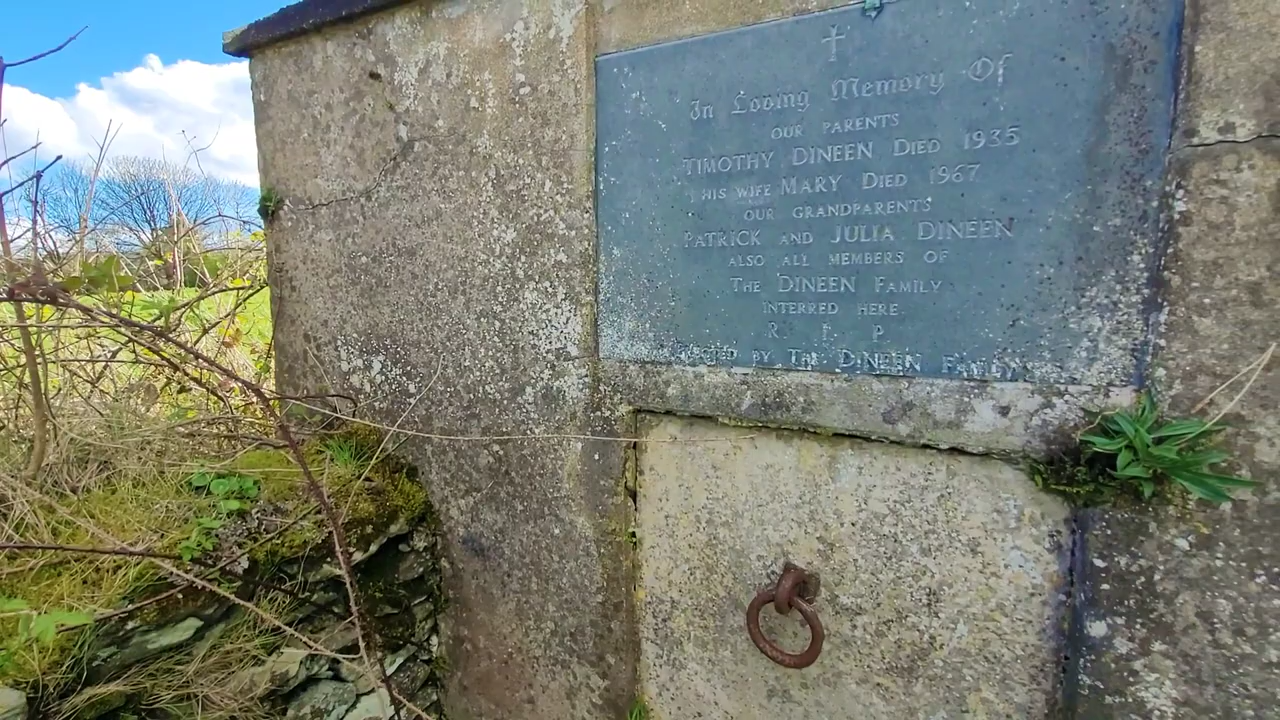 In Loving Memory Of
OUR PARENTS
TIMOTHY DINEEN DIED 1935
HIS WIFE MARY DIED 1967
OUR GRANDPARENTS
PATRICK AND JULIA DINEEN
ALSO ALL MEMBERS OF
THE DINEEN FAMILY
INTERRED HERE
R I P
ERECTED BY THE DINEEN FAMILY